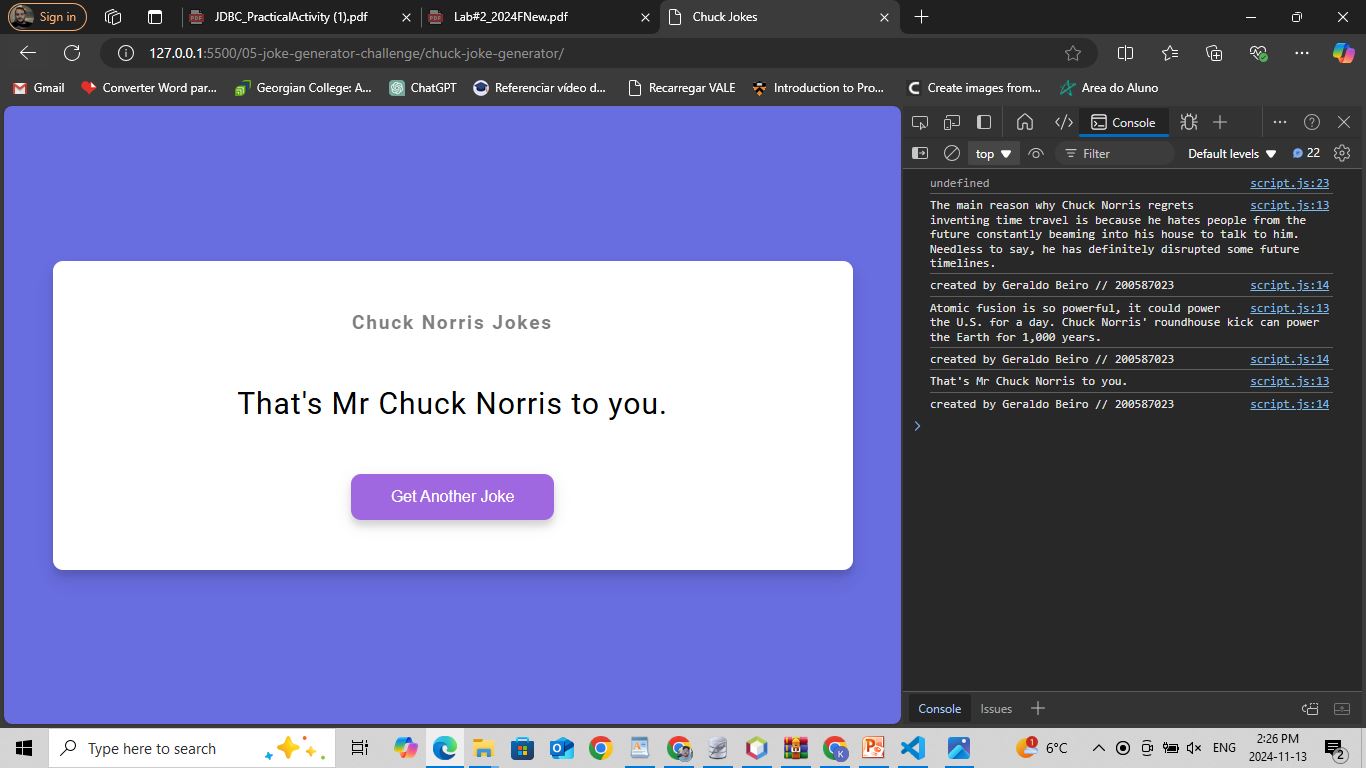 Sign in
JDBC_PracticalActivity (1).pdf
Lab#2_2024FNew.pdf
Chuck Jokes
127.0.0.1:5500/05-joke-generator-challenge/chuck-joke-generator/
Gmail
Converter Word par...
Georgian College: A...
ChatGPT
Referenciar vídeo d...
Recarregar VALE
Introduction to Pro...
Create images from...
Area do Aluno
Chuck Norris Jokes
That's Mr Chuck Norris to you.
Get Another Joke
Console
top
Filter
Default levels
22
undefined script.js:23
The main reason why Chuck Norris regrets script.js:13
inventing time travel is because he hates people from the
future constantly beaming into his house to talk to him.
Needless to say, he has definitely disrupted some future
timelines.
created by Geraldo Beiro // 200587023 script.js:14
Atomic fusion is so powerful, it could power script.js:13
the U.S. for a day. Chuck Norris' roundhouse kick can power
the Earth for 1,000 years.
created by Geraldo Beiro // 200587023 script.js:14
That's Mr Chuck Norris to you. script.js:13
created by Geraldo Beiro // 200587023 script.js:14
Console
Issues
Type here to search
1
6°C
ENG
2:26 PM
2024-11-13
2